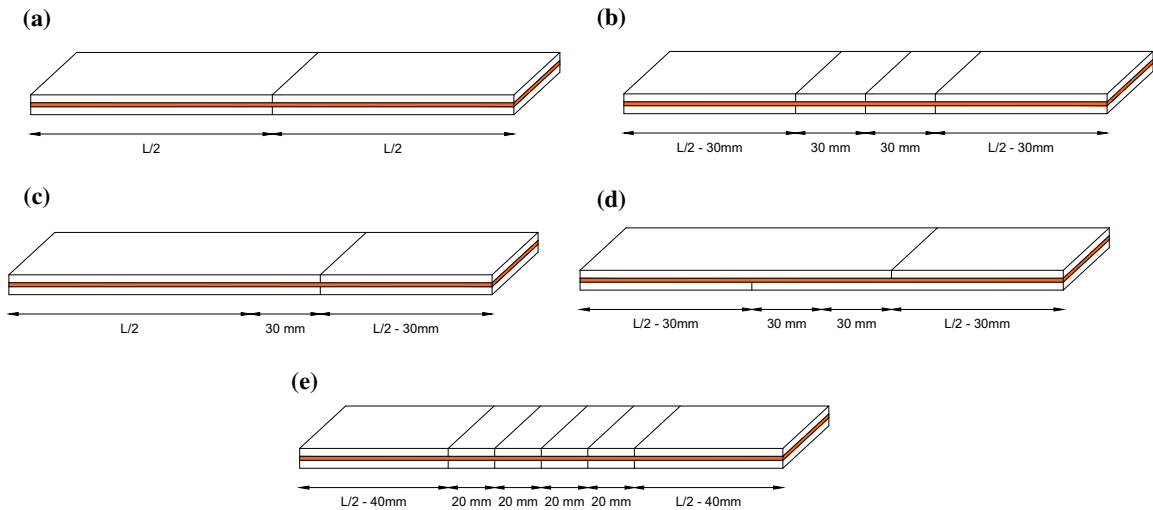 (a)
L/2 L/2
(b)
L/2 - 30mm 30 mm 30 mm L/2 - 30mm
(c)
L/2 30 mm L/2 - 30mm
(d)
L/2 - 30mm 30 mm 30 mm L/2 - 30mm
(e)
L/2 - 40mm 20 mm 20 mm 20 mm 20 mm L/2 - 40mm